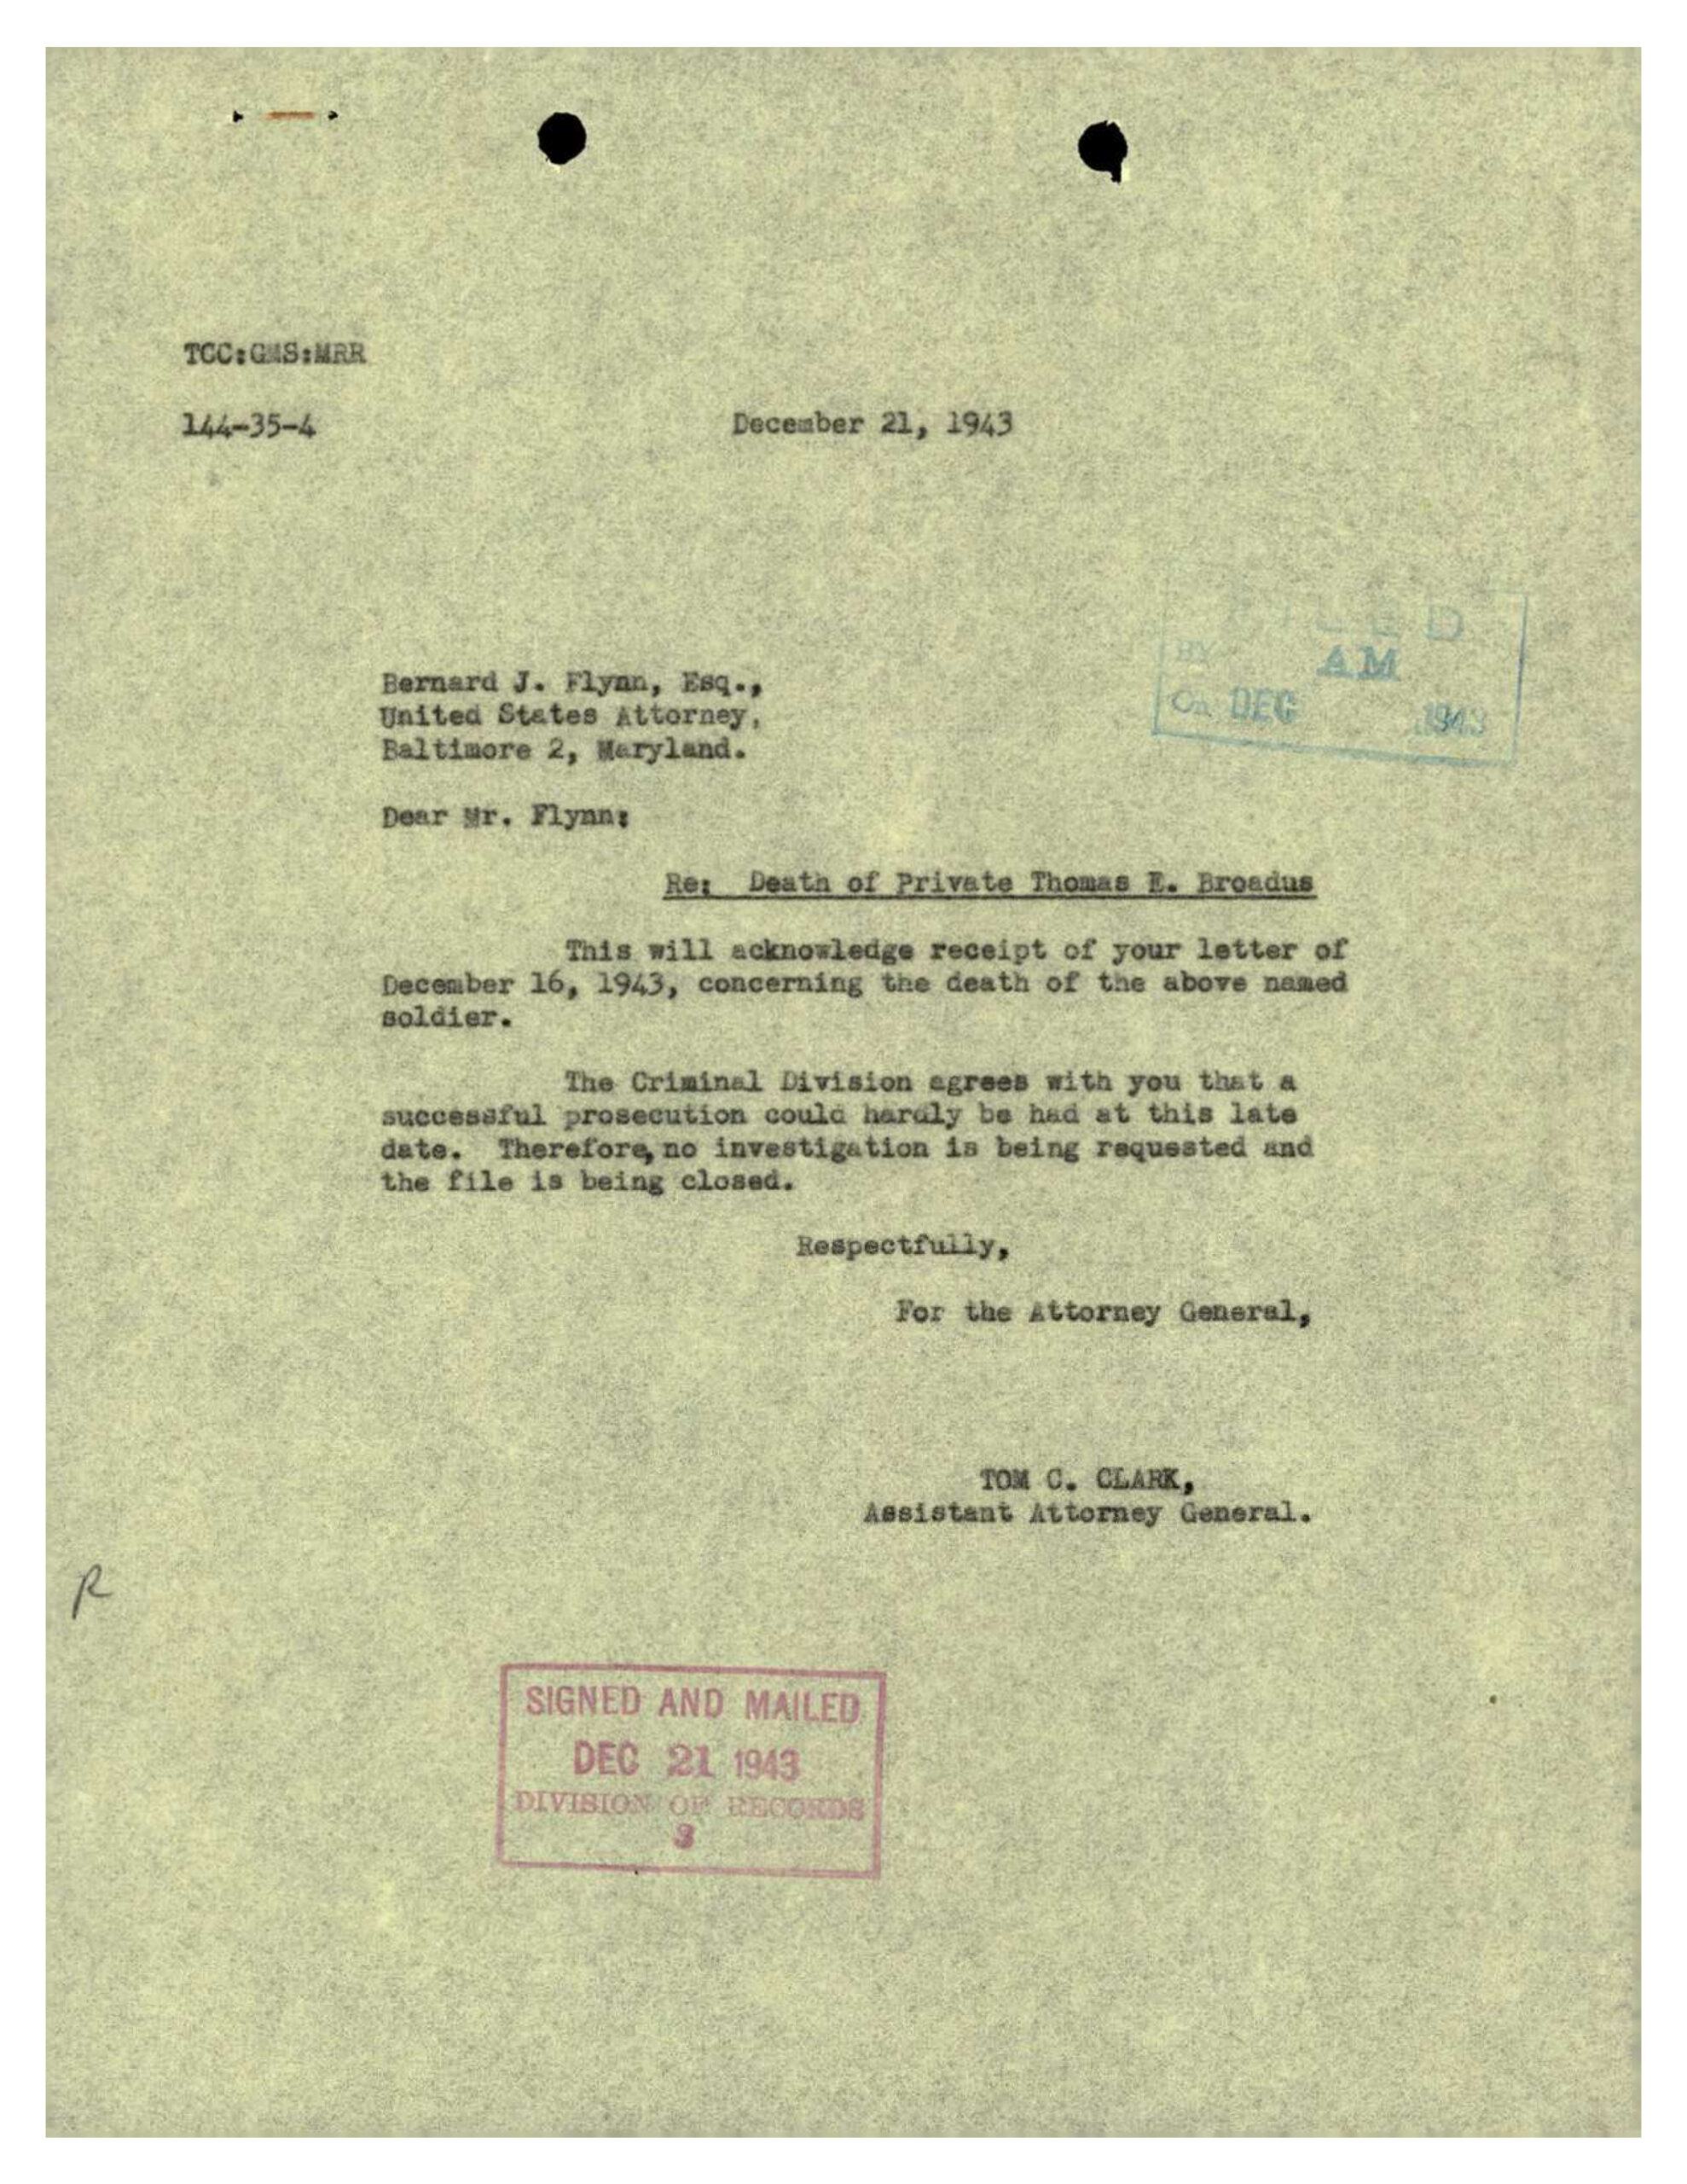 TCC:GMS:MRR
144-35-4
December 21, 1943
FILED
BY AM
On DEG 1943
Bernard J. Flynn, Esq.,
United States Attorney,
Baltimore 2, Maryland.
Dear Mr. Flynn:
Re: Death of Private Thomas E. Broadus
This will acknowledge receipt of your letter of
December 16, 1943, concerning the death of the above named
soldier.
The Criminal Division agrees with you that a
successful prosecution could hardly be had at this late
date. Therefore, no investigation is being requested and
the file is being closed.
Respectfully,
For the Attorney General,
TOM C. CLARK,
Assistant Attorney General.
R
SIGNED AND MAILED
DEC 21 1943
DIVISION OF RECORDS
3